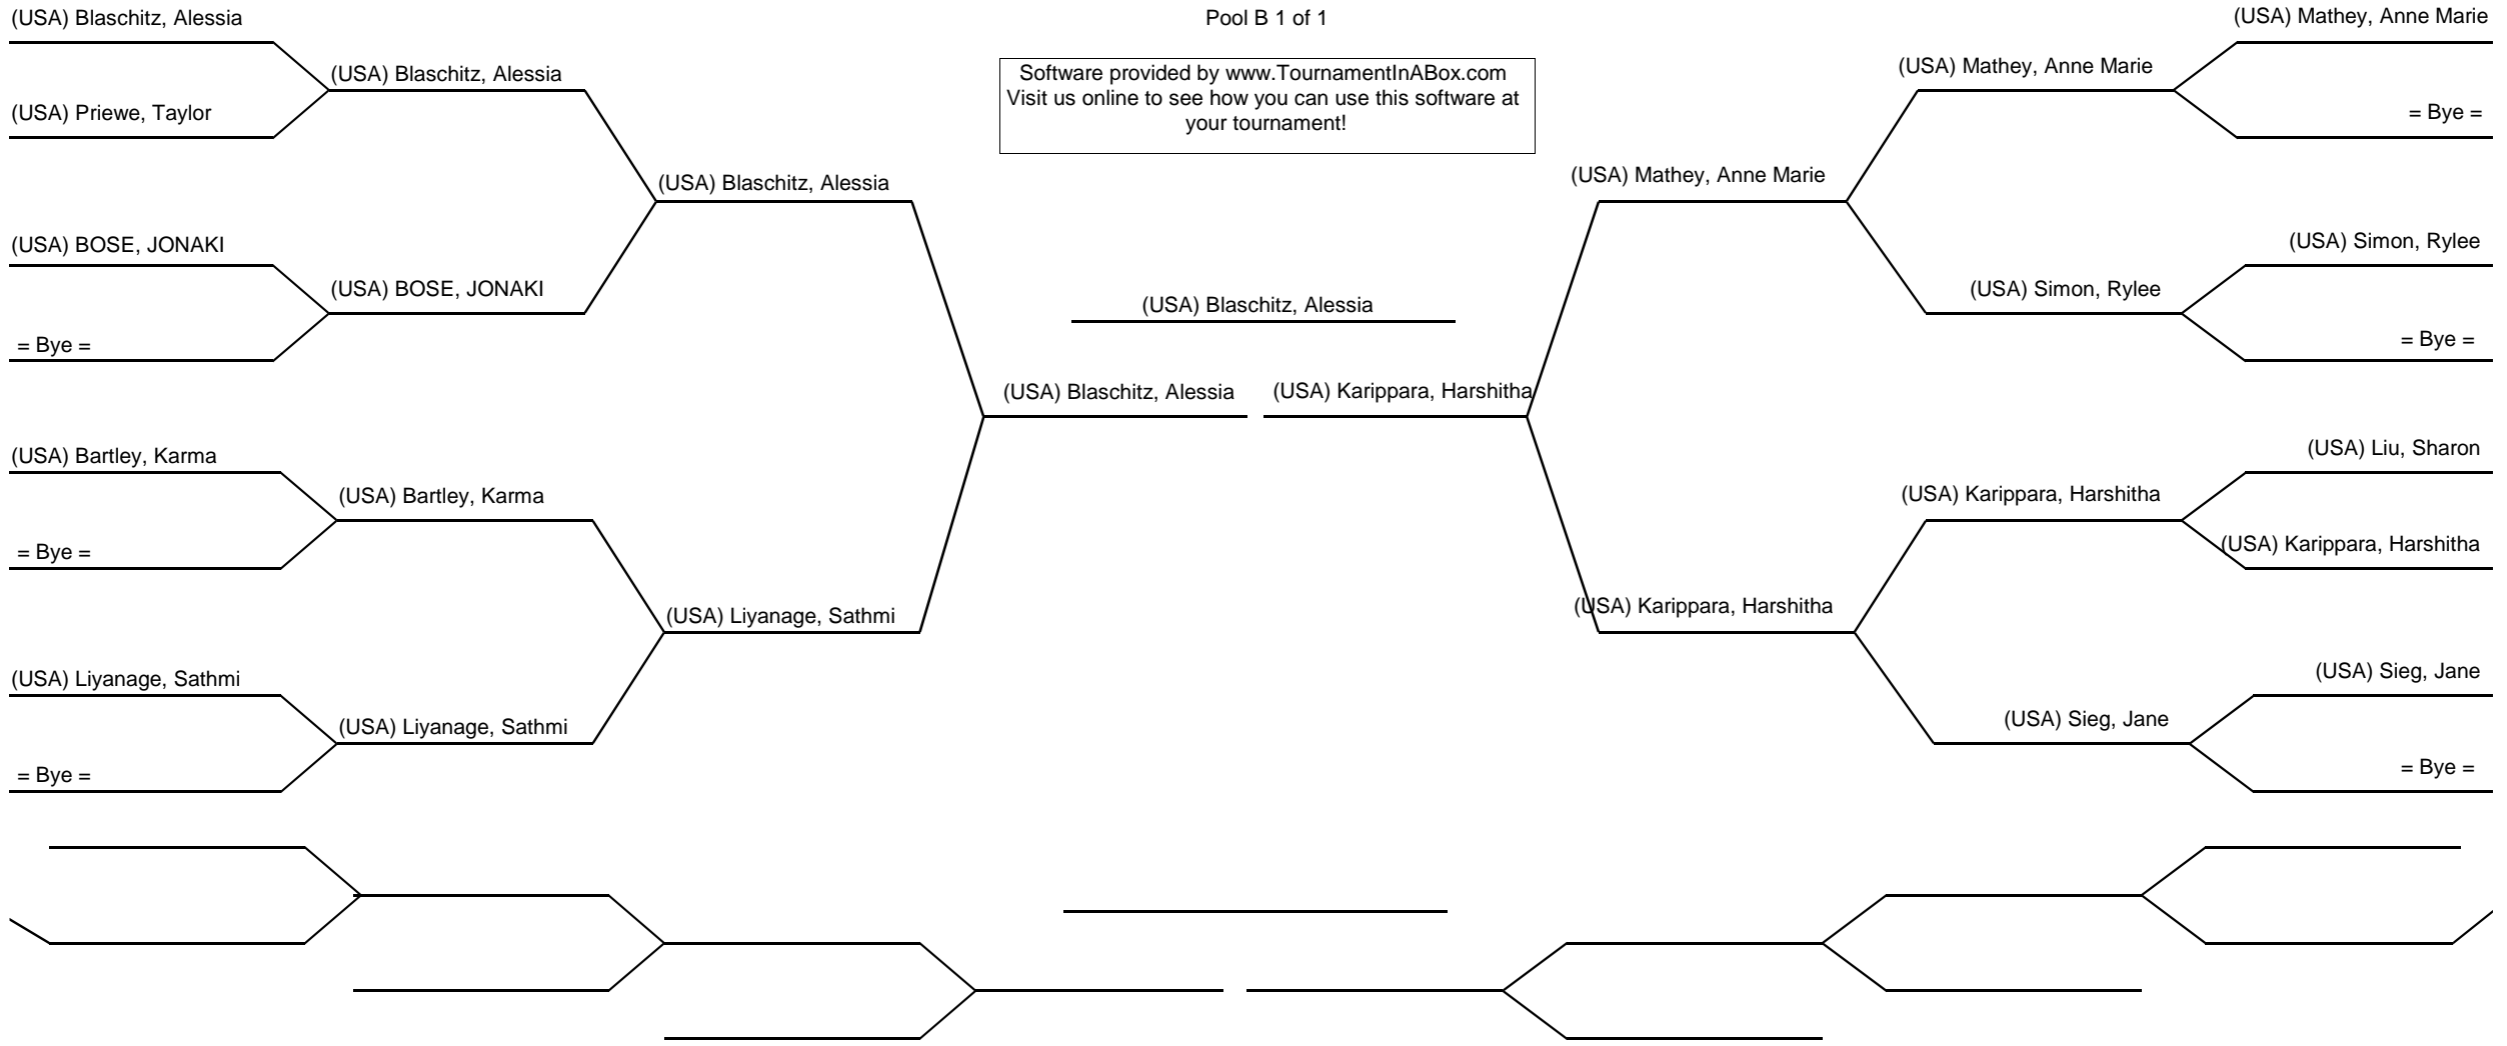 (USA) Blaschitz, Alessia
(USA) Priewe, Taylor
(USA) BOSE, JONAKI
= Bye =
(USA) Bartley, Karma
= Bye =
(USA) Liyanage, Sathmi
= Bye =
(USA) Blaschitz, Alessia
(USA) BOSE, JONAKI
(USA) Bartley, Karma
(USA) Liyanage, Sathmi
(USA) Blaschitz, Alessia
(USA) Liyanage, Sathmi
Pool B 1 of 1
Software provided by www.TournamentInABox.com
Visit us online to see how you can use this software at
your tournament!
(USA) Blaschitz, Alessia
(USA) Blaschitz, Alessia
(USA) Karippara, Harshitha
(USA) Mathey, Anne Marie
(USA) Karippara, Harshitha
(USA) Mathey, Anne Marie
(USA) Simon, Rylee
(USA) Karippara, Harshitha
(USA) Sieg, Jane
(USA) Mathey, Anne Marie
= Bye =
(USA) Simon, Rylee
= Bye =
(USA) Liu, Sharon
(USA) Karippara, Harshitha
(USA) Sieg, Jane
= Bye =